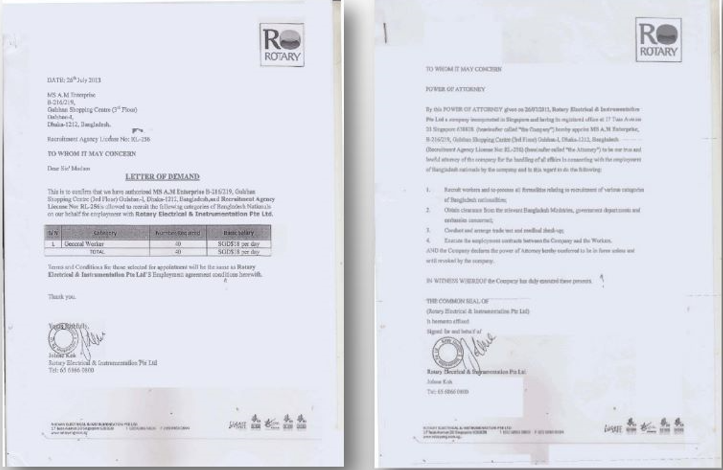 RO
ROTARY
DATE: 26th July 2013
MS A.M Enterprise
B-216/219,
Gulshan Shopping Centre (3rd Floor)
Gulshan-1,
Dhaka-1212, Bangladesh.
Recruitment Agency License No: RL-256
TO WHOM IT MAY CONCERN
Dear Sir/ Madam
LETTER OF DEMAND
This is to confirm that we have authorized MS A.M Enterprise B-216/219, Gulshan
Shopping Centre (3rd Floor) Gulshan-1, Dhaka-1212, Bangladesh,and Recruitment Agency
License No: RL-256is allowed to recruit the following categories of Bangladesh Nationals
on our behalf for employment with Rotary Electrical & Instrumentation Pte Ltd.
S/N Category Number Required Basic Salary
1. General Worker 40 SGD$18 per day
TOTAL 40 SGD$18 per day
Terms and Conditions for those selected for appointment will be the same as Rotary
Electrical & Instrumentation Pte Ltd'S Employment agreement conditions herewith.
Thank you.
Yours faithfully,
Jolene Kok
Rotary Electrical & Instrumentation Pte Ltd
Tel: 65 6866 0800
ROTARY ELECTRICAL & INSTRUMENTATION PTE LTD
RO
ROTARY
TO WHOM IT MAY CONCERN
POWER OF ATTORNEY
By this POWER OF ATTORNEY given on 26/07/2013, Rotary Electrical & Instrumentation
Pte Ltd a company incorporated in Singapore and having its registered office at 17 Tuas Avenue
20 Singapore 638828. (hereinafter called "the Company") hereby appoint MS A.M Enterprise,
B-216/219, Gulshan Shopping Centre (3rd Floor) Gulshan-1, Dhaka-1212, Bangladesh
(Recruitment Agency License No: RL-256) (hereinafter called "the Attorney") to be our true and
lawful attorney of the company for the handling of all affairs in connecting with the employment
of Bangladesh nationals by the company and in this regard to do the following:
1. Recruit workers and to process all formalities relating to recruitment of various categories
of Bangladesh nationalities;
2. Obtain clearance from the relevant Bangladesh Ministries, government departments and
embassies concerned;
3. Conduct and arrange trade test and medical check-up;
4. Execute the employment contracts between the Company and the Workers.
AND the Company declares the power of Attorney hereby conferred to be in force unless and
until revoked by the company.
IN WITNESS WHEREOF the Company has duly executed these presents.
THE COMMON SEAL OF
(Rotary Electrical & Instrumentation Pte Ltd)
Is hereunto affixed
Signed for and behalf of
Rotary Electrical & Instrumentation Pte Ltd
Jolene Kok
Tel: 65 6866 0800
ROTARY ELECTRICAL & INSTRUMENTATION PTE LTD